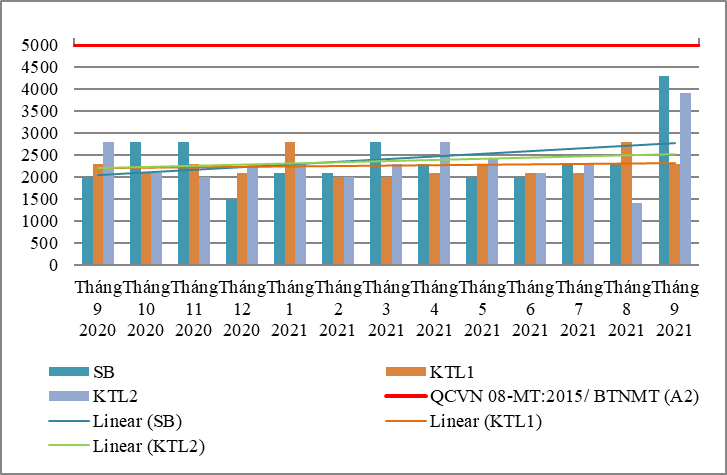 5000
4500
4000
3500
3000
2500
2000
1500
1000
500
0
Tháng 9 2020
Tháng 10 2020
Tháng 11 2020
Tháng 12 2020
Tháng 1 2021
Tháng 2 2021
Tháng 3 2021
Tháng 4 2021
Tháng 5 2021
Tháng 6 2021
Tháng 7 2021
Tháng 8 2021
Tháng 9 2021
SB
KTL1
KTL2
QCVN 08-MT:2015/ BTNMT (A2)
Linear (SB)
Linear (KTL1)
Linear (KTL2)